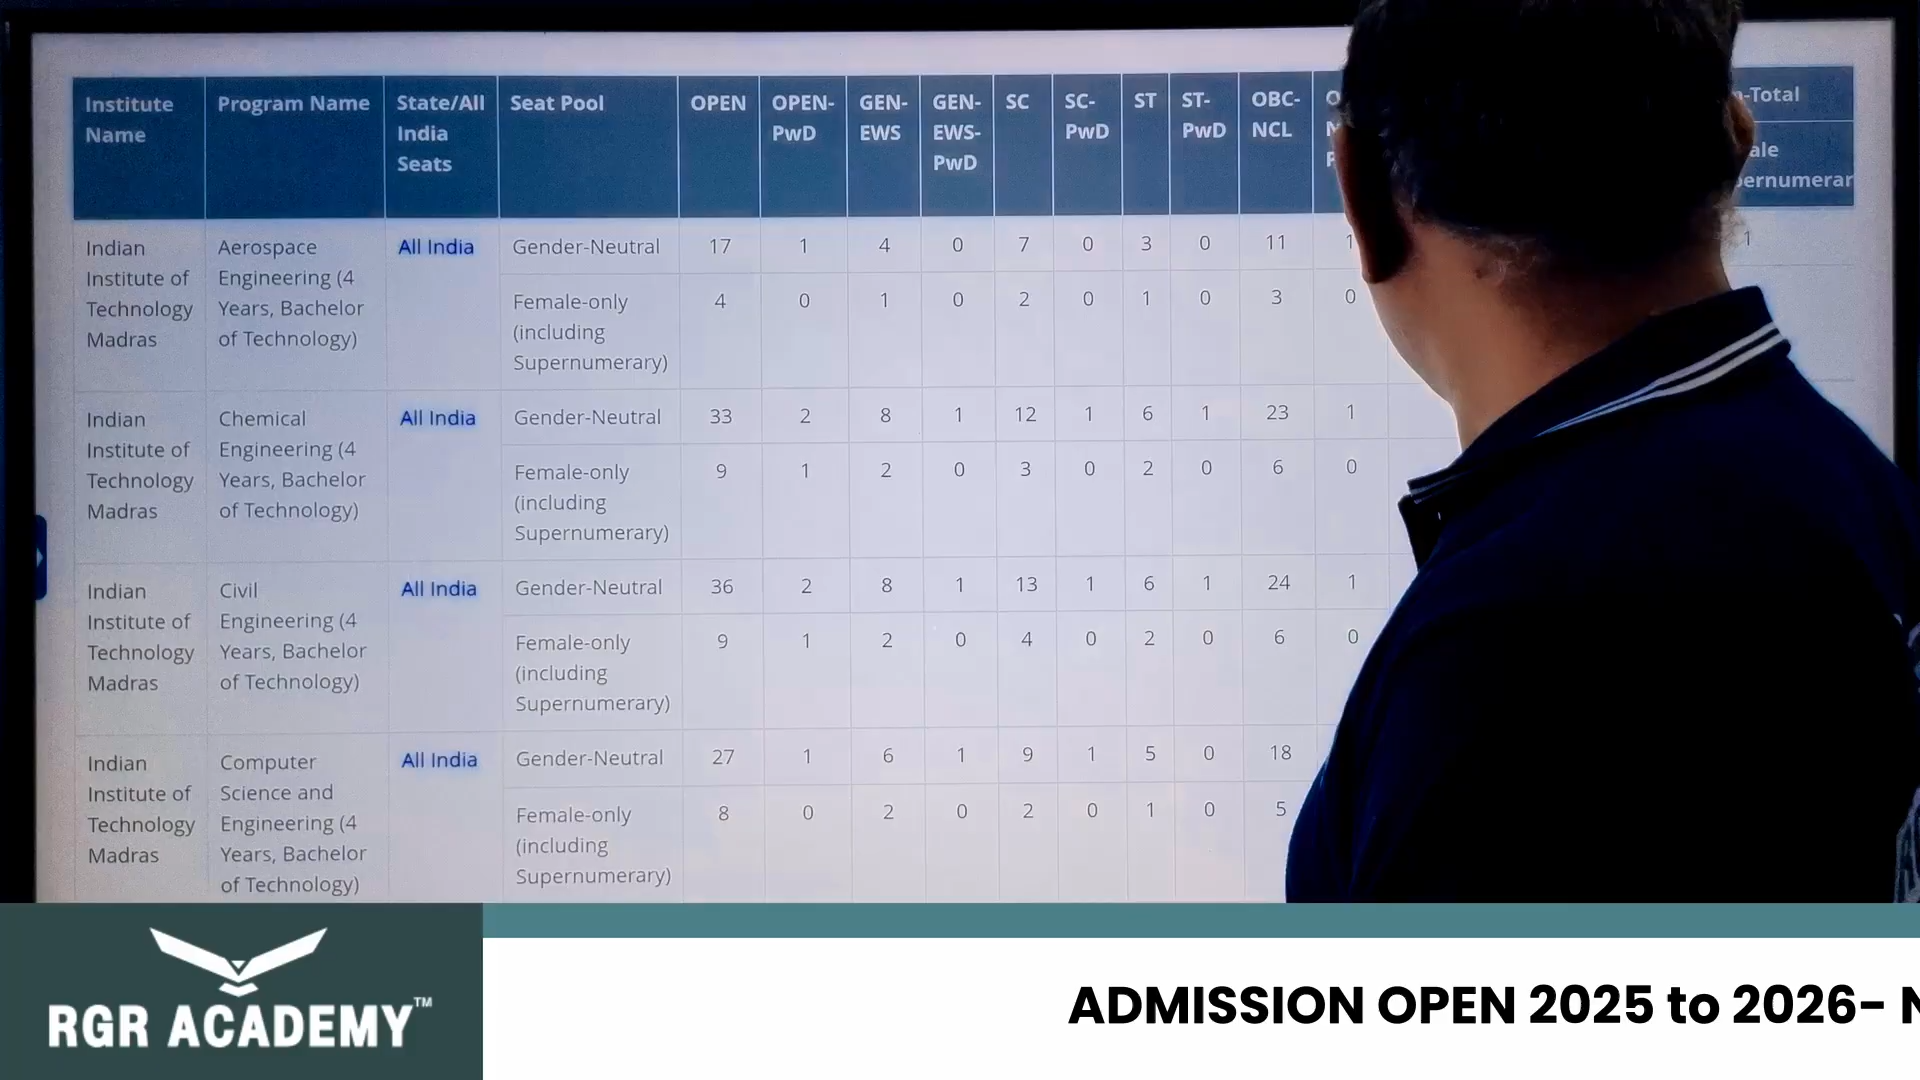 Institute Name Program Name State/All India Seats Seat Pool OPEN OPEN-PwD GEN-EWS GEN-EWS-PwD SC SC-PwD ST ST-PwD OBC-NCL -Total
Indian Institute of Technology Madras Aerospace Engineering (4 Years, Bachelor of Technology) All India Gender-Neutral 17 1 4 0 7 0 3 0 11 1 1
Female-only (including Supernumerary) 4 0 1 0 2 0 1 0 3 0
Indian Institute of Technology Madras Chemical Engineering (4 Years, Bachelor of Technology) All India Gender-Neutral 33 2 8 1 12 1 6 1 23 1
Female-only (including Supernumerary) 9 1 2 0 3 0 2 0 6 0
Indian Institute of Technology Madras Civil Engineering (4 Years, Bachelor of Technology) All India Gender-Neutral 36 2 8 1 13 1 6 1 24 1
Female-only (including Supernumerary) 9 1 2 0 4 0 2 0 6 0
Indian Institute of Technology Madras Computer Science and Engineering (4 Years, Bachelor of Technology) All India Gender-Neutral 27 1 6 1 9 1 5 0 18
Female-only (including Supernumerary) 8 0 2 0 2 0 1 0 5
RGR ACADEMY™
ADMISSION OPEN 2025 to 2026- N